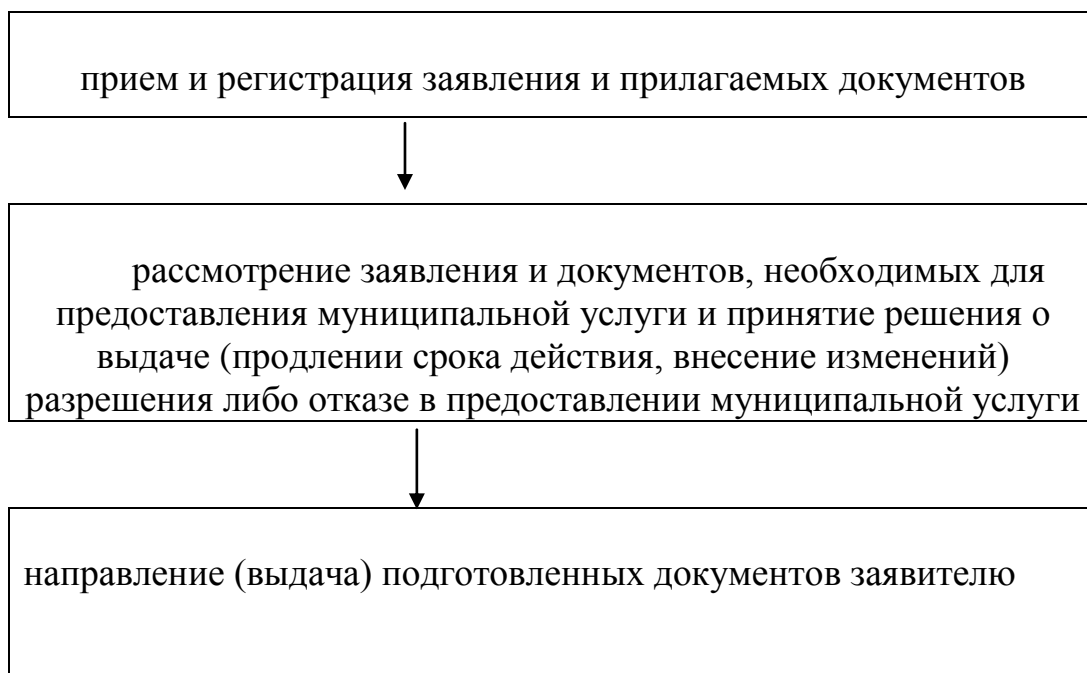 прием и регистрация заявления и прилагаемых документов
рассмотрение заявления и документов, необходимых для
предоставления муниципальной услуги и принятие решения о
выдаче (продлении срока действия, внесение изменений)
разрешения либо отказе в предоставлении муниципальной услуги
направление (выдача) подготовленных документов заявителю